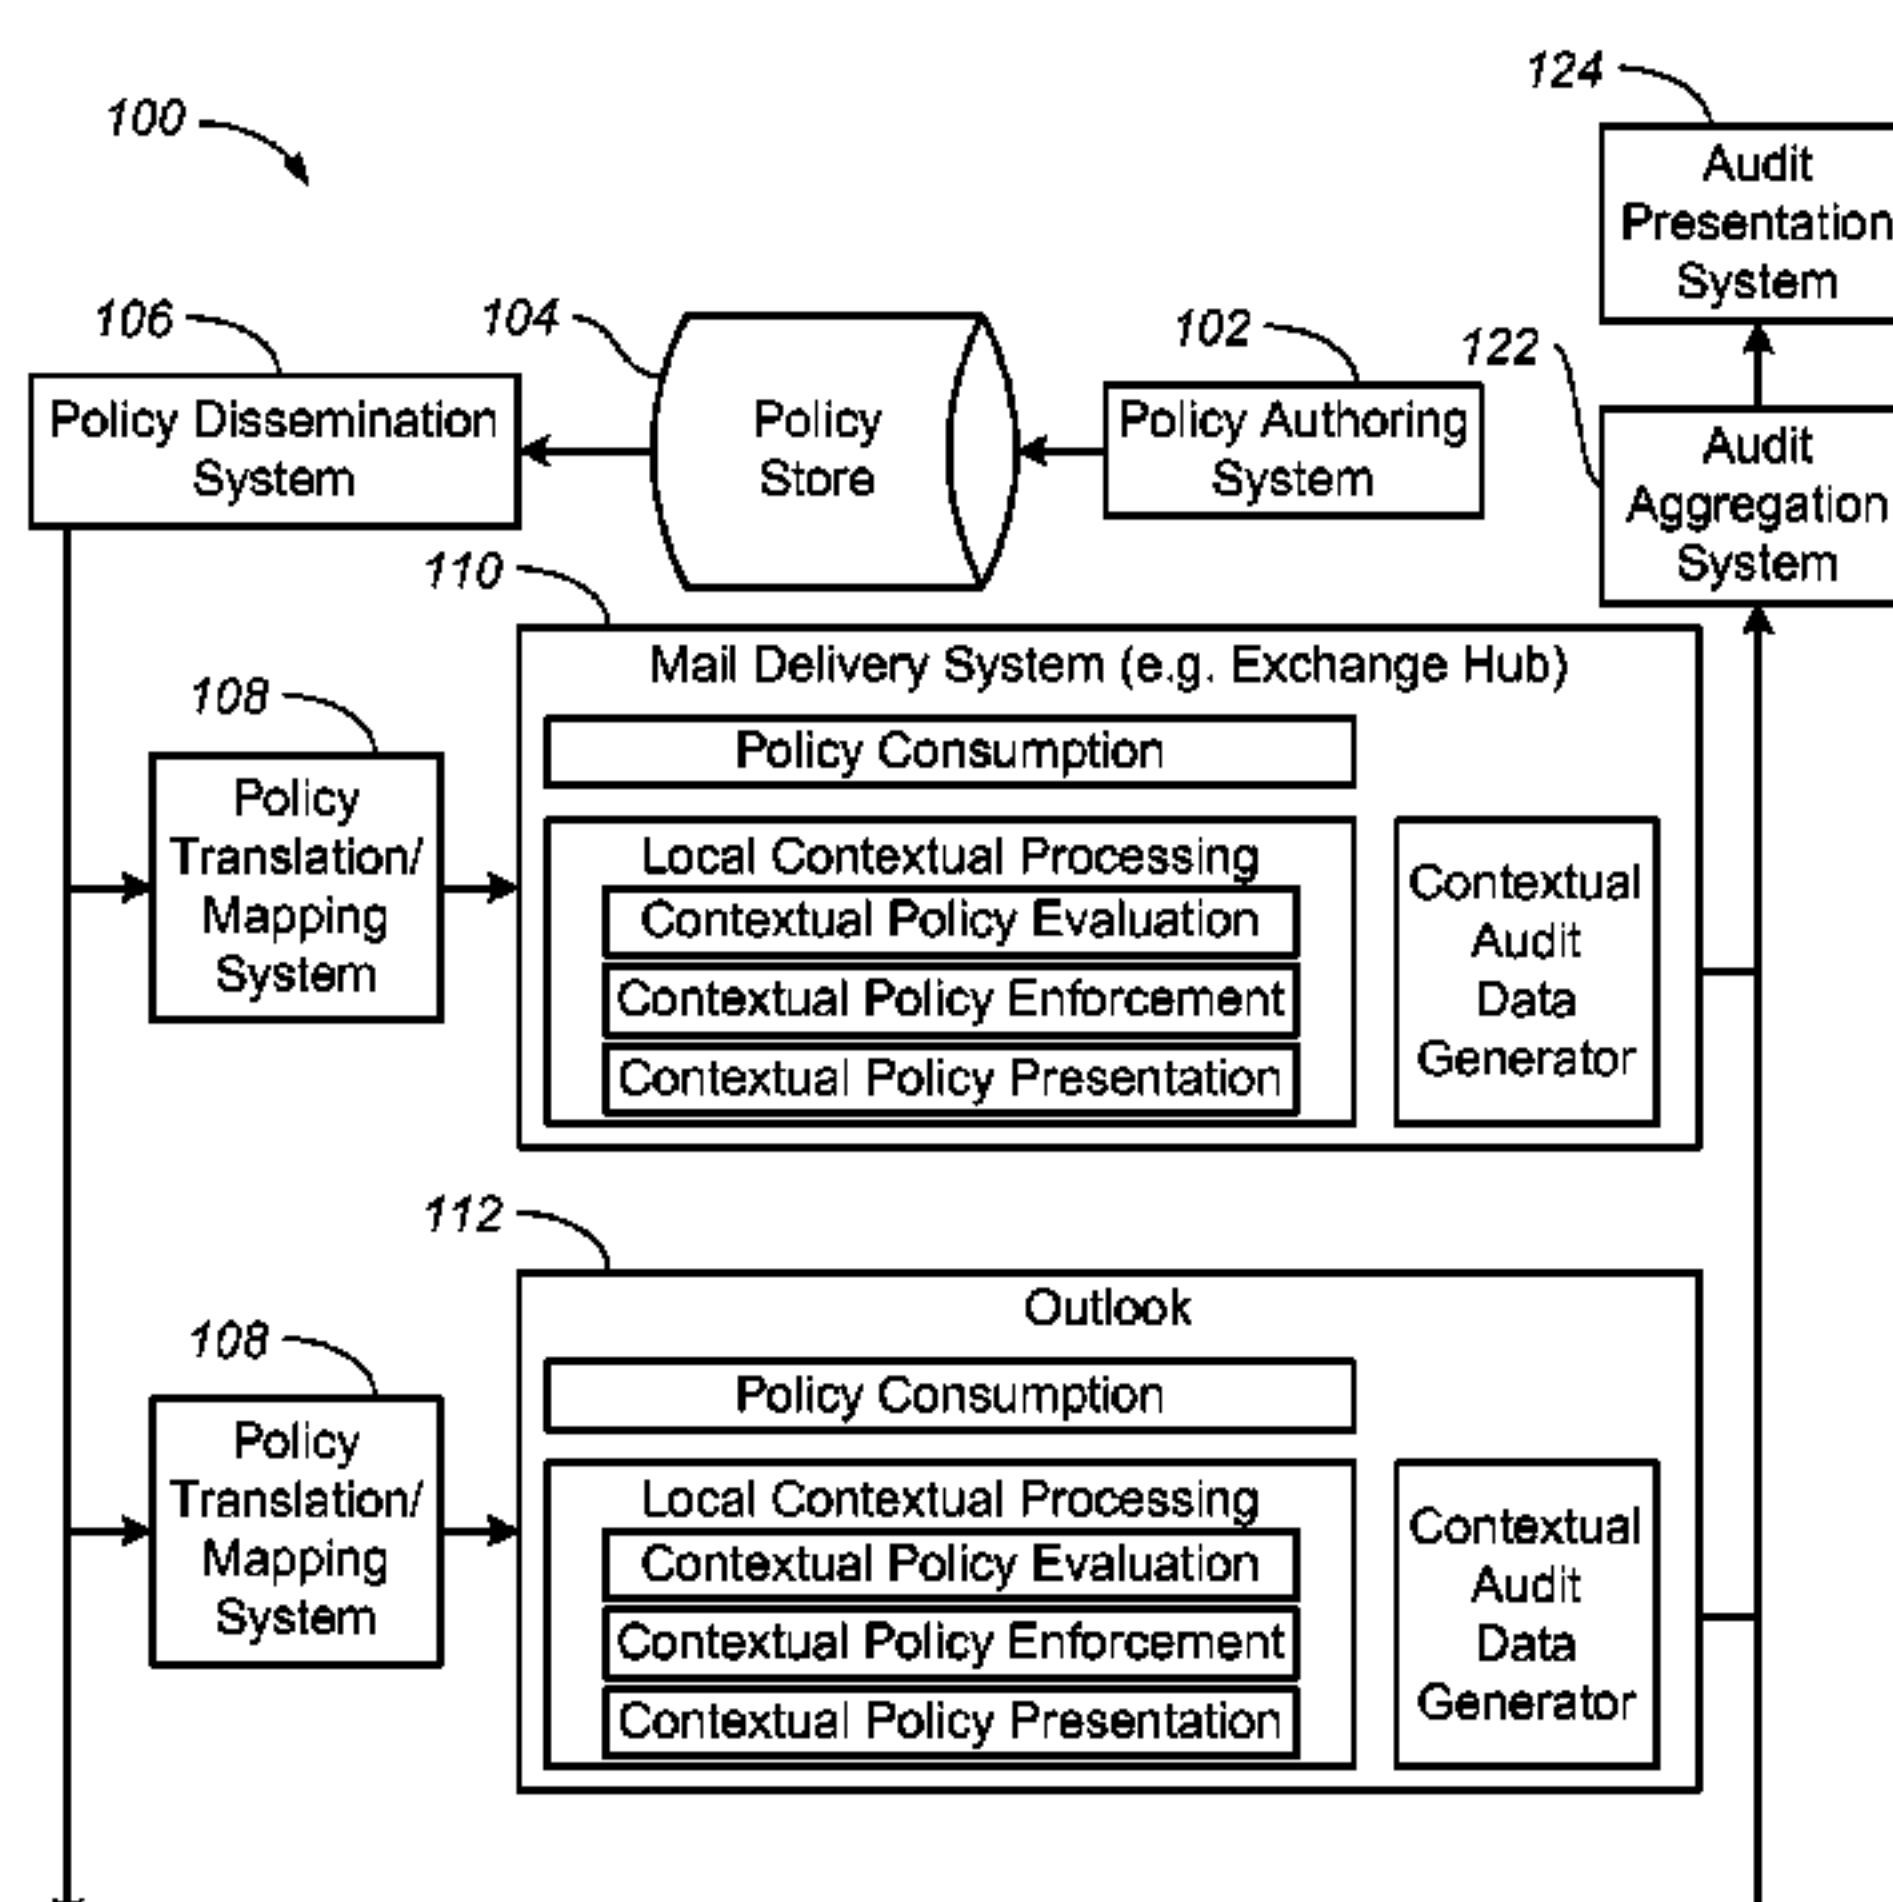 124
100
Audit
Presentation
System
106
104
102
122
Policy Dissemination
System
Policy
Store
Policy Authoring
System
Audit
Aggregation
System
110
Mail Delivery System (e.g. Exchange Hub)
108
Policy Consumption
Policy
Translation/
Mapping
System
Local Contextual Processing
Contextual Policy Evaluation
Contextual Policy Enforcement
Contextual Policy Presentation
Contextual
Audit
Data
Generator
112
Outlook
108
Policy Consumption
Policy
Translation/
Mapping
System
Local Contextual Processing
Contextual Policy Evaluation
Contextual Policy Enforcement
Contextual Policy Presentation
Contextual
Audit
Data
Generator